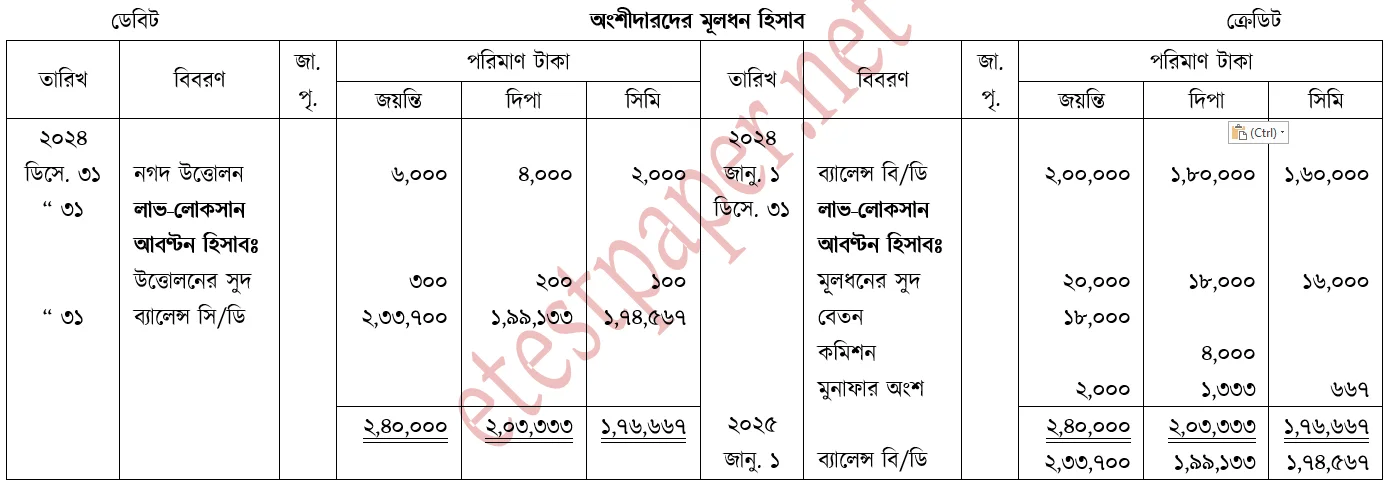 ডেবিট অংশীদারদের মূলধন হিসাব ক্রেডিট
তারিখ বিবরণ জা. পৃ. পরিমাণ টাকা তারিখ বিবরণ জা. পৃ. পরিমাণ টাকা
জয়ন্তি দিপা সিমি জয়ন্তি দিপা সিমি
২০২৪ ২০২৪ (Ctrl)
ডিসে. ৩১ নগদ উত্তোলন ৬,০০০ ৪,০০০ ২,০০০ জানু. ১ ব্যালেন্স বি/ডি ২,০০,০০০ ১,৮০,০০০ ১,৬০,০০০
“ ৩১ লাভ-লোকসান ডিসে. ৩১ লাভ-লোকসান
আবণ্টন হিসাবঃ আবণ্টন হিসাবঃ
উত্তোলনের সুদ ৩০০ ২০০ ১০০ মূলধনের সুদ ২০,০০০ ১৮,০০০ ১৬,০০০
“ ৩১ ব্যালেন্স সি/ডি ২,৩৩,৭০০ ১,৯৯,১৩৩ ১,৭৪,৫৬৭ বেতন ১৮,০০০
কমিশন ৪,০০০
মুনাফার অংশ ২,০০০ ১,৩৩৩ ৬৬৭
২,৪০,০০০ ২,০৩,৩৩৩ ১,৭৬,৬৬৭ ২০২৫ ২,৪০,০০০ ২,০৩,৩৩৩ ১,৭৬,৬৬৭
জানু. ১ ব্যালেন্স বি/ডি ২,৩৩,৭০০ ১,৯৯,১৩৩ ১,৭৪,৫৬৭
etestpaper.net